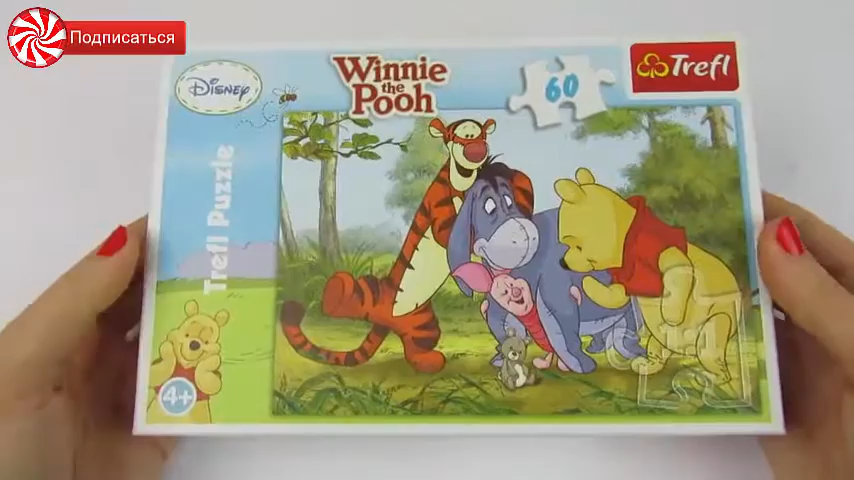 Подписаться
Disney
Winnie
the
Pooh
60
Trefl
Trefl Puzzle
4+